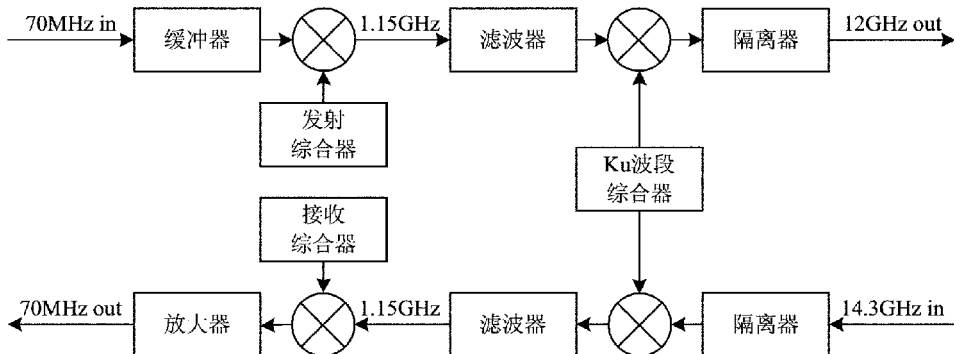 70MHz in
缓冲器
1.15GHz
滤波器
隔离器
12GHz out
发射
综合器
Ku波段
综合器
接收
综合器
70MHz out
放大器
1.15GHz
滤波器
隔离器
14.3GHz in